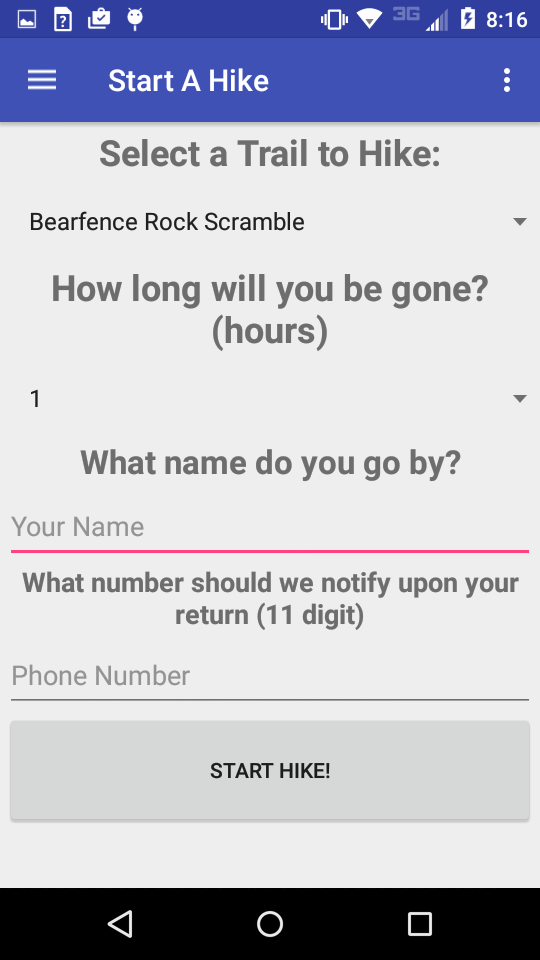 3G 8:16
Start A Hike
Select a Trail to Hike:
Bearfence Rock Scramble
How long will you be gone?
(hours)
1
What name do you go by?
Your Name
What number should we notify upon your
return (11 digit)
Phone Number
START HIKE!